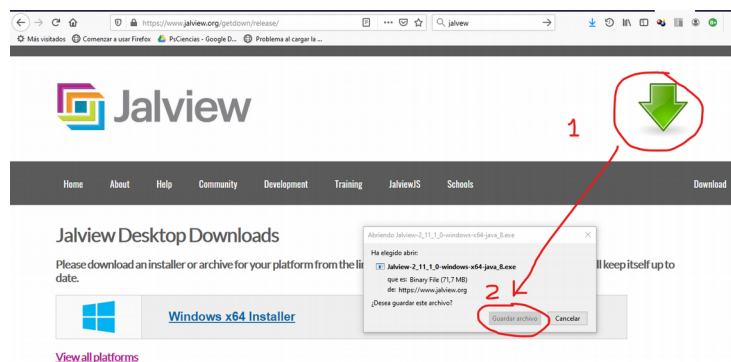 https://www.jalview.org/getdown/release/
jalvew
Más visitados Comenzar a usar Firefox PsCiencias - Google D... Problema al cargar la ...
Jalview
1
Home About Help Community Development Training JalviewJS Schools Download
Jalview Desktop Downloads
Please download an installer or archive for your platform from the li
ll keep itself up to
date.
Windows x64 Installer
View all platforms
Abriendo Jalview-2_11_1_0-windows-x64-java_8.exe
Ha elegido abrir:
Jalview-2_11_1_0-windows-x64-java_8.exe
que es: Binary File (71,7 MB)
de: https://www.jalview.org
¿Desea guardar este archivo?
2
Guardar archivo Cancelar